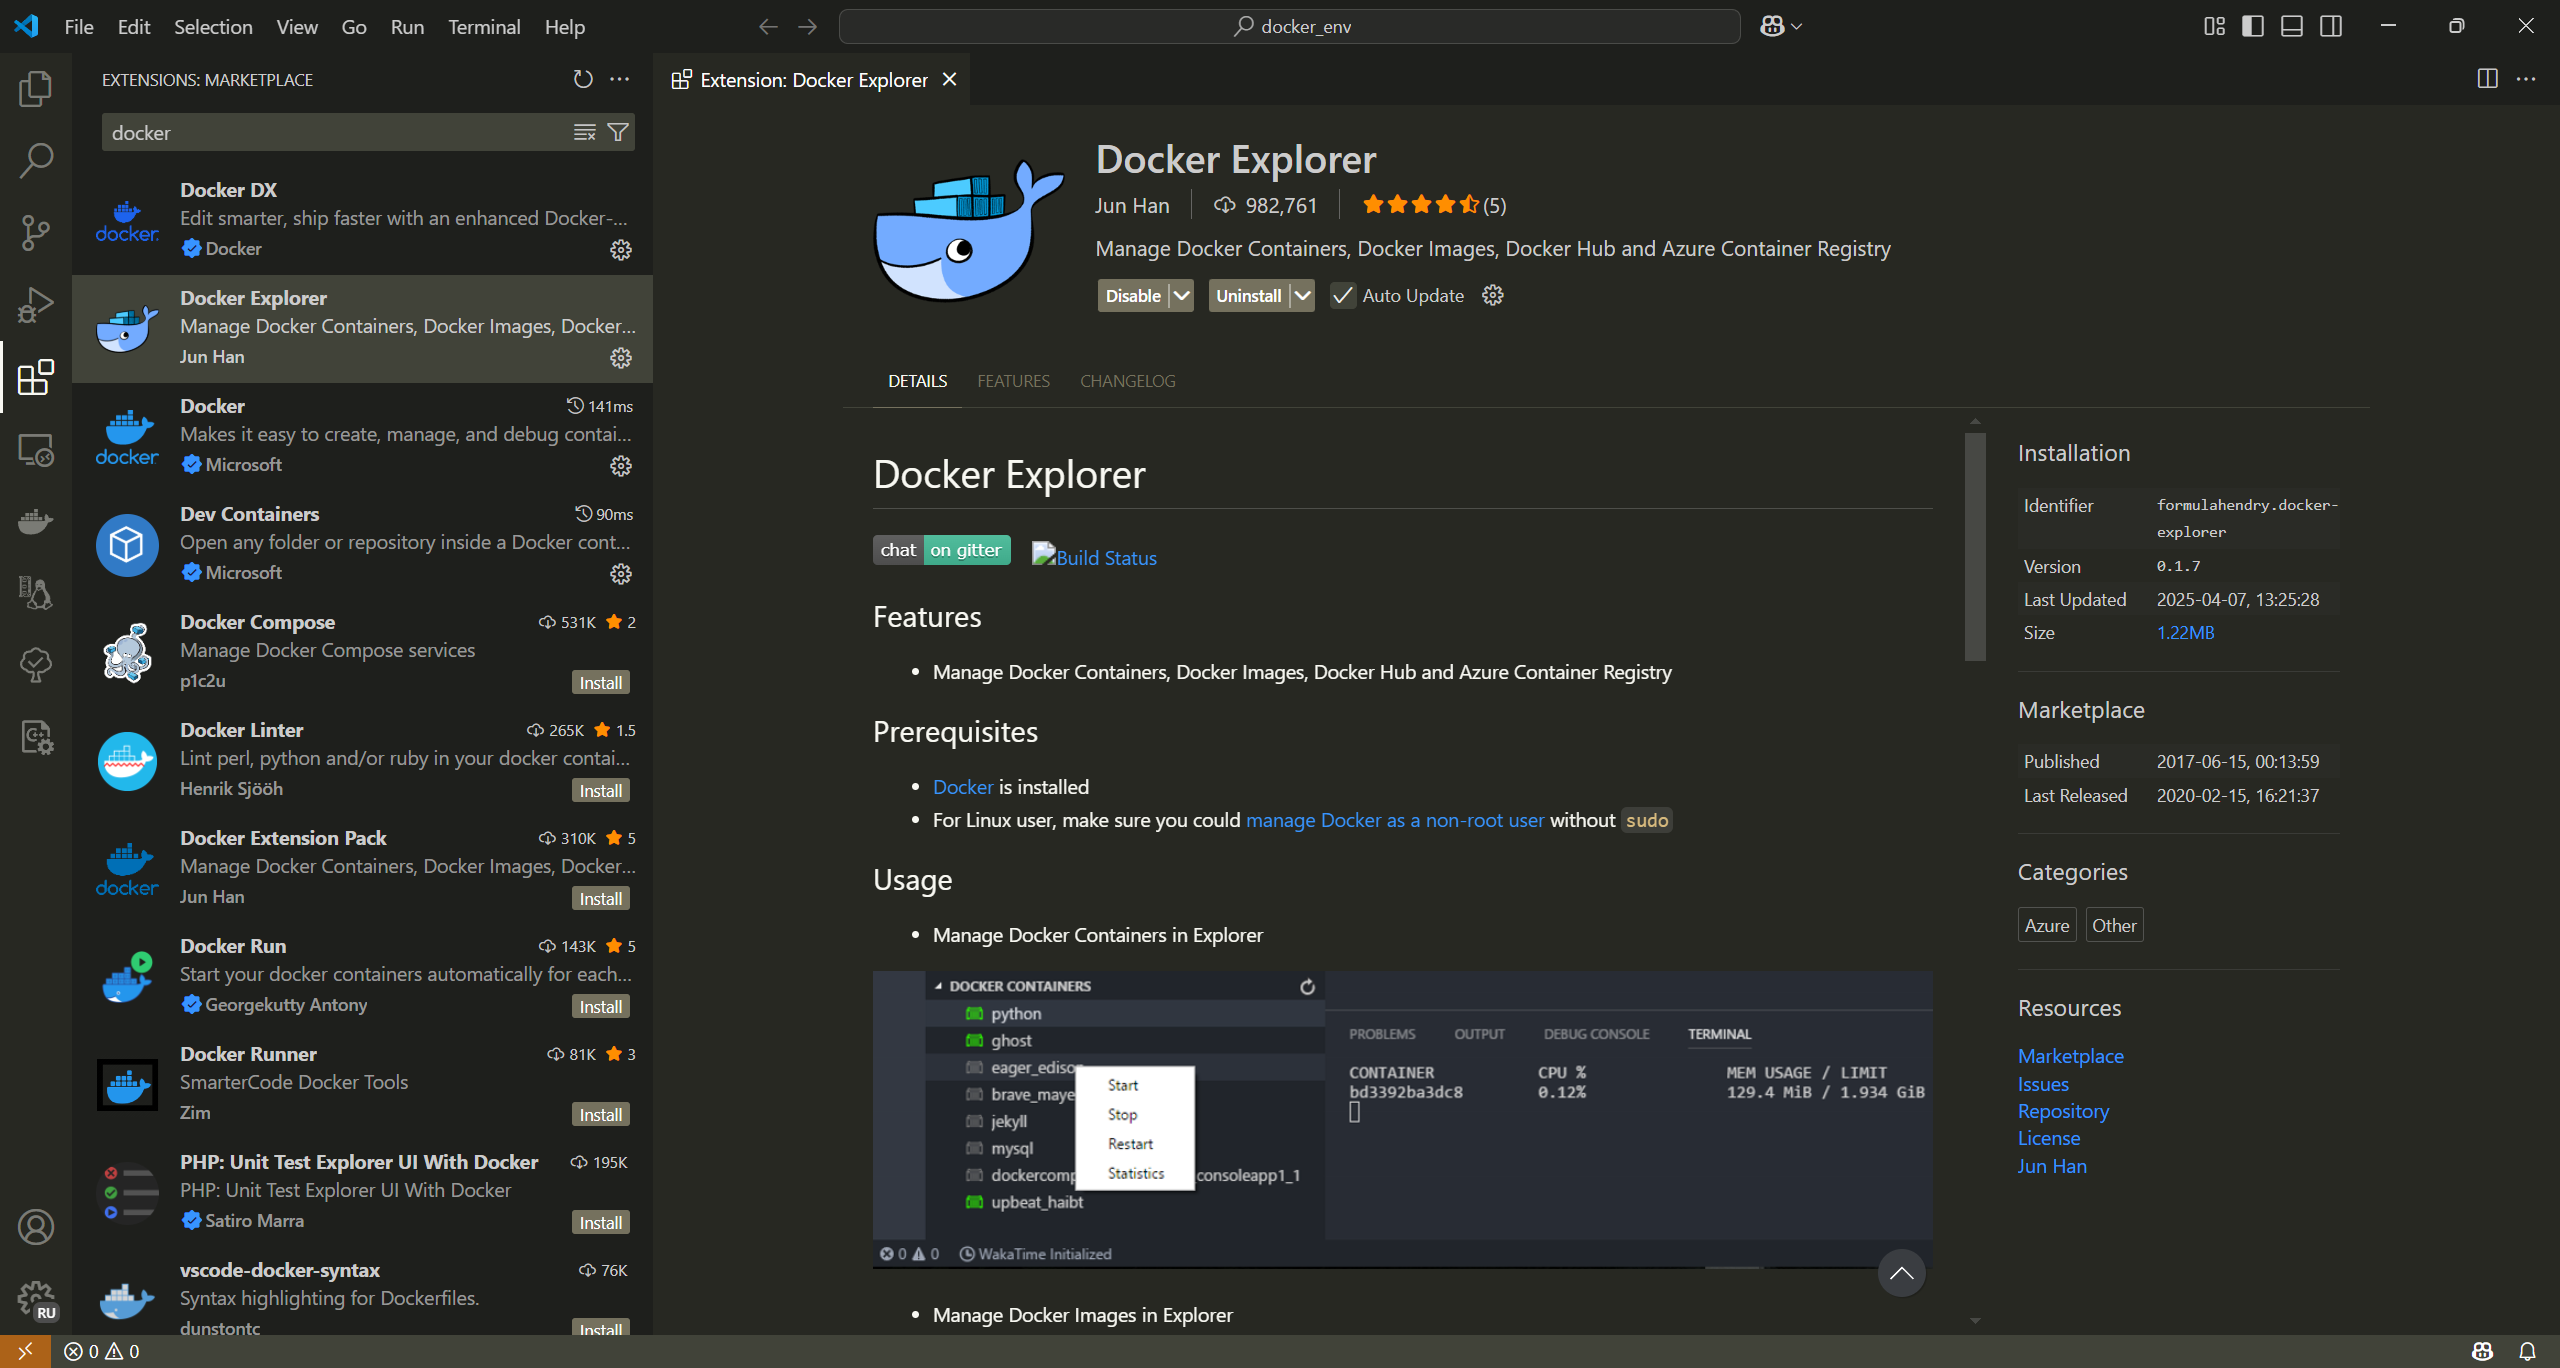 File Edit Selection View Go Run Terminal Help
docker_env
EXTENSIONS: MARKETPLACE
docker
Docker DX
Edit smarter, ship faster with an enhanced Docker-...
Docker
Docker Explorer
Manage Docker Containers, Docker Images, Docker...
Jun Han
Docker 141ms
Makes it easy to create, manage, and debug contai...
Microsoft
Dev Containers 90ms
Open any folder or repository inside a Docker cont...
Microsoft
Docker Compose 531K 2
Manage Docker Compose services
p1c2u Install
Docker Linter 265K 1.5
Lint perl, python and/or ruby in your docker contai...
Henrik Sjööh Install
Docker Extension Pack 310K 5
Manage Docker Containers, Docker Images, Docker...
Jun Han Install
Docker Run 143K 5
Start your docker containers automatically for each...
Georgekutty Antony Install
Docker Runner 81K 3
SmarterCode Docker Tools
Zim Install
PHP: Unit Test Explorer UI With Docker 195K
PHP: Unit Test Explorer UI With Docker
Satiro Marra Install
vscode-docker-syntax 76K
Syntax highlighting for Dockerfiles.
dunstontc Install
docker
docker
docker
RU
Extension: Docker Explorer
Docker Explorer
Jun Han 982,761 (5)
Manage Docker Containers, Docker Images, Docker Hub and Azure Container Registry
Disable Uninstall Auto Update
DETAILS FEATURES CHANGELOG
Docker Explorer
chat on gitter Build Status
Features
• Manage Docker Containers, Docker Images, Docker Hub and Azure Container Registry
Prerequisites
• Docker is installed
• For Linux user, make sure you could manage Docker as a non-root user without sudo
Usage
• Manage Docker Containers in Explorer
DOCKER CONTAINERS
python
ghost
eager_edison
brave_maye
jekyll
mysql
dockercomp consoleapp1_1
upbeat_haibt
Start
Stop
Restart
Statistics
PROBLEMS OUTPUT DEBUG CONSOLE TERMINAL
CONTAINER CPU % MEM USAGE / LIMIT
bd3392ba3dc8 0.12% 129.4 MiB / 1.934 GiB
0 0 WakaTime Initialized
• Manage Docker Images in Explorer
Installation
Identifier formulahendry.docker-
explorer
Version 0.1.7
Last Updated 2025-04-07, 13:25:28
Size 1.22MB
Marketplace
Published 2017-06-15, 00:13:59
Last Released 2020-02-15, 16:21:37
Categories
Azure Other
Resources
Marketplace
Issues
Repository
License
Jun Han
0 0